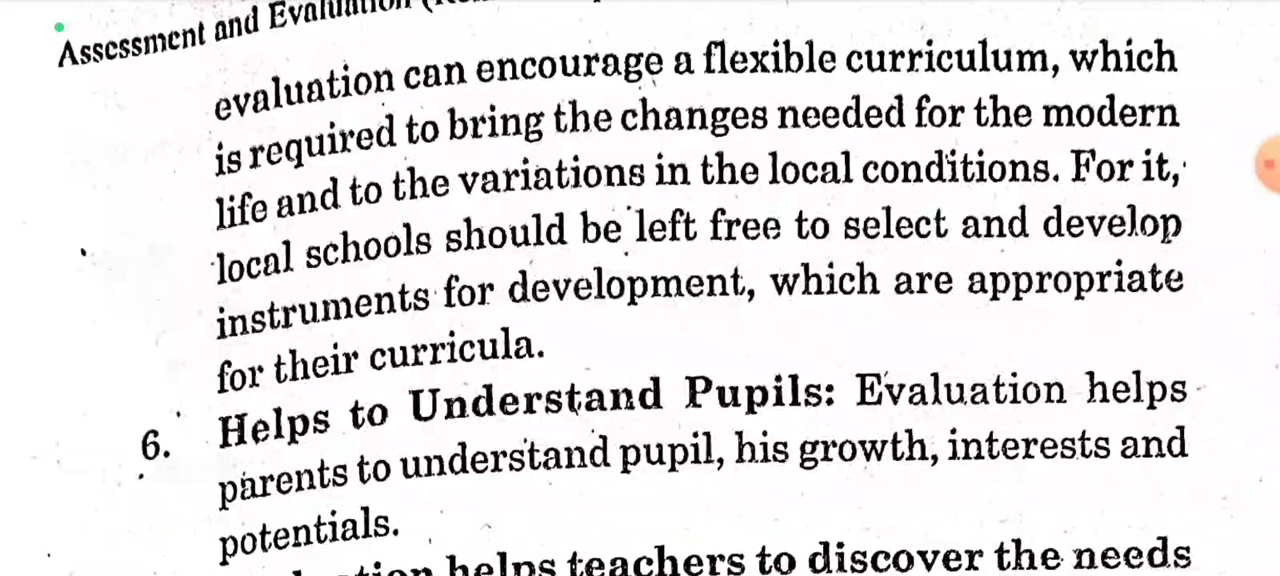 Assessment and Evaluation
evaluation can encourage a flexible curriculum, which
is required to bring the changes needed for the modern
life and to the variations in the local conditions. For it,
local schools should be left free to select and develop
instruments for development, which are appropriate
for their curricula.
6. Helps to Understand Pupils: Evaluation helps
parents to understand pupil, his growth, interests and
potentials.
helps teachers to discover the needs